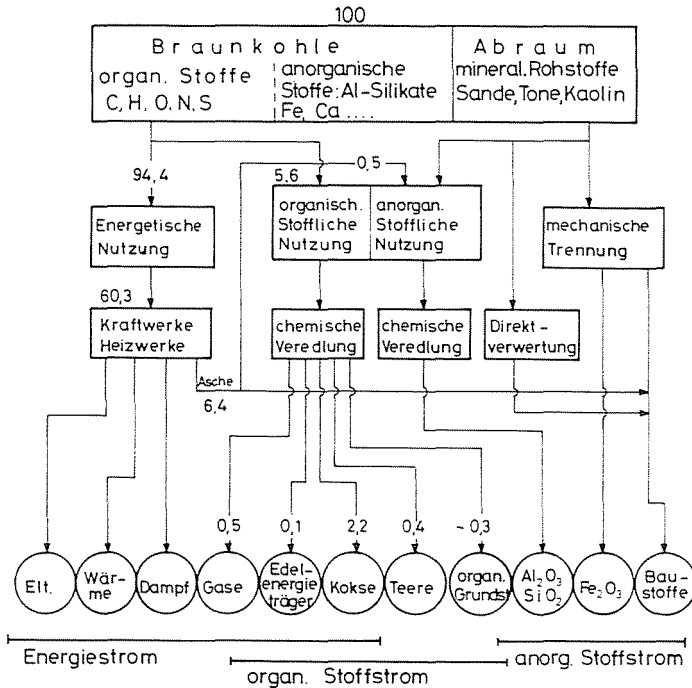 100
Braunkohle
organ. Stoffe
C, H, O, N, S
anorganische
Stoffe: Al-Silikate
Fe, Ca ....
Abraum
mineral. Rohstoffe
Sande, Tone, Kaolin
94,4
5,6
0,5
Energetische
Nutzung
organisch.
Stoffliche
Nutzung
anorgan.
Stoffliche
Nutzung
mechanische
Trennung
60,3
Kraftwerke
Heizwerke
chemische
Veredlung
chemische
Veredlung
Direkt-
verwertung
Asche
6,4
0,5
0,1
2,2
0,4
~0,3
Elt.
Wär-
me
Dampf
Gase
Edel-
energie
träger
Kokse
Teere
organ.
Grundst.
Al₂O₃
SiO₂
Fe₂O₃
Bau-
stoffe
Energiestrom
organ. Stoffstrom
anorg. Stoffstrom